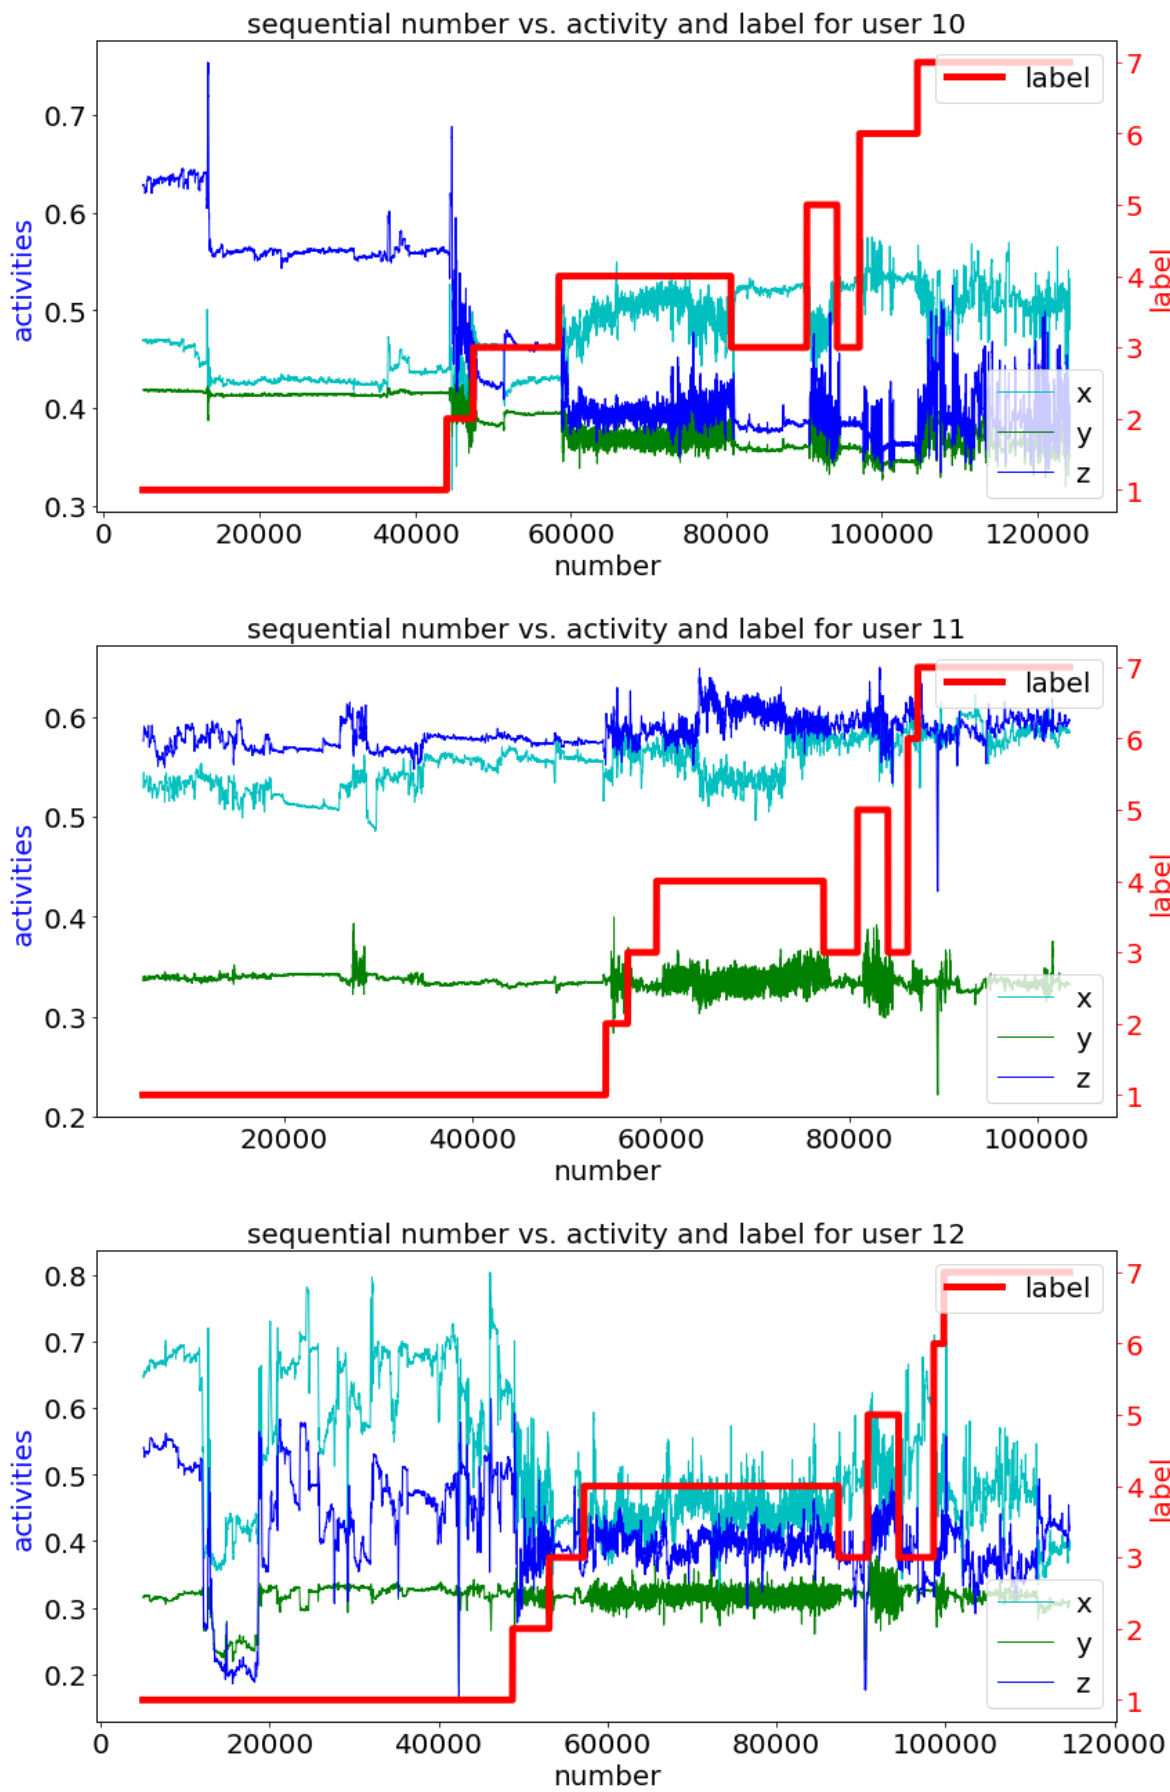 sequential number vs. activity and label for user 10
label
7
6
5
4
3
2
1
label
0.7
0.6
0.5
0.4
0.3
activities
x
y
z
0 20000 40000 60000 80000 100000 120000
number
sequential number vs. activity and label for user 11
label
7
6
5
4
3
2
1
label
0.6
0.5
0.4
0.3
0.2
activities
x
y
z
20000 40000 60000 80000 100000
number
sequential number vs. activity and label for user 12
label
7
6
5
4
3
2
1
label
0.8
0.7
0.6
0.5
0.4
0.3
0.2
activities
x
y
z
0 20000 40000 60000 80000 100000 120000
number